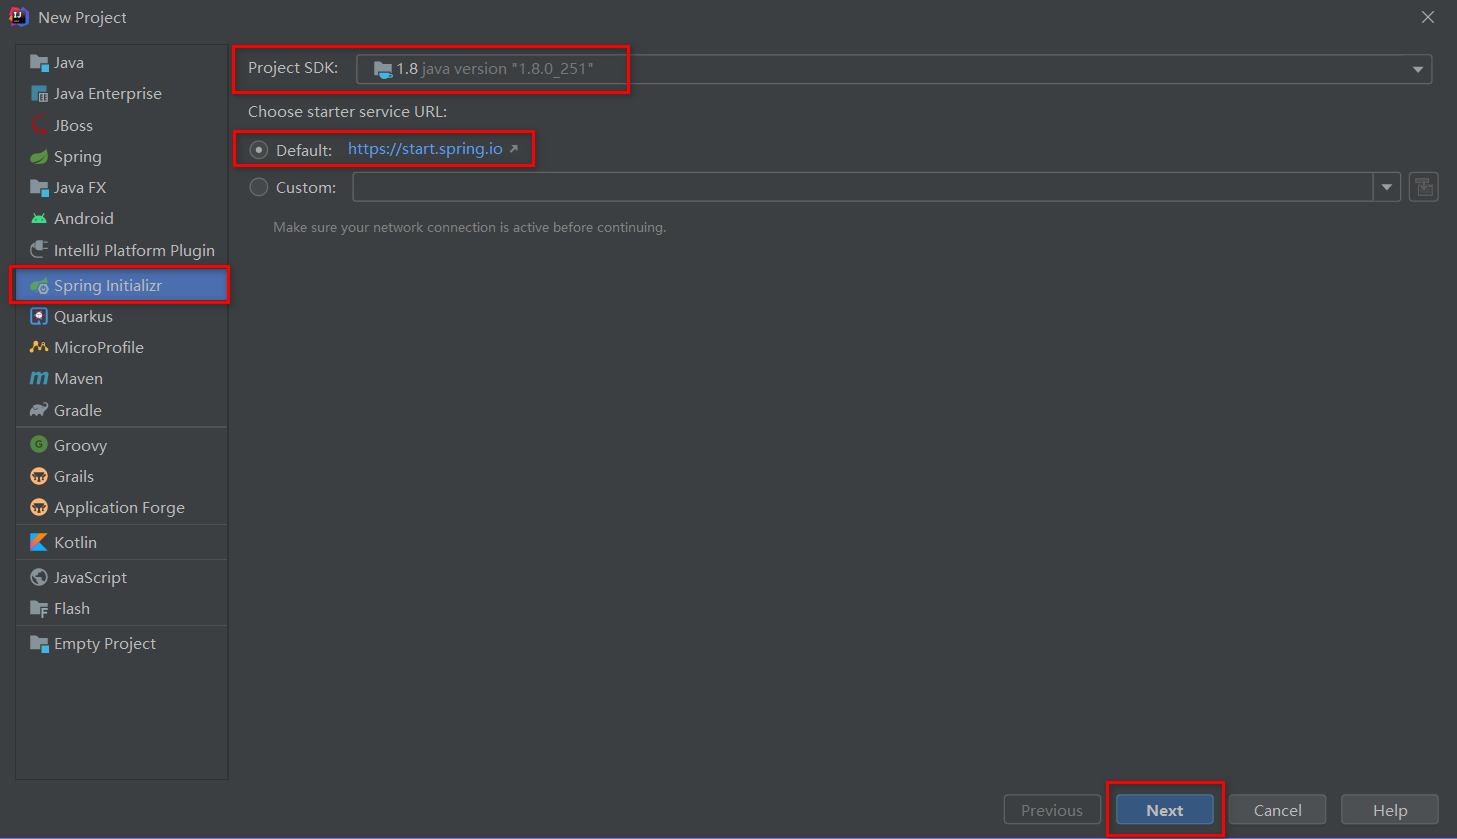 New Project
Java
Java Enterprise
JBoss
Spring
Java FX
Android
IntelliJ Platform Plugin
Spring Initializr
Quarkus
MicroProfile
Maven
Gradle
Groovy
Grails
Application Forge
Kotlin
JavaScript
Flash
Empty Project
Project SDK: 1.8 java version "1.8.0_251"
Choose starter service URL:
Default: https://start.spring.io
Custom:
Make sure your network connection is active before continuing.
Previous Next Cancel Help